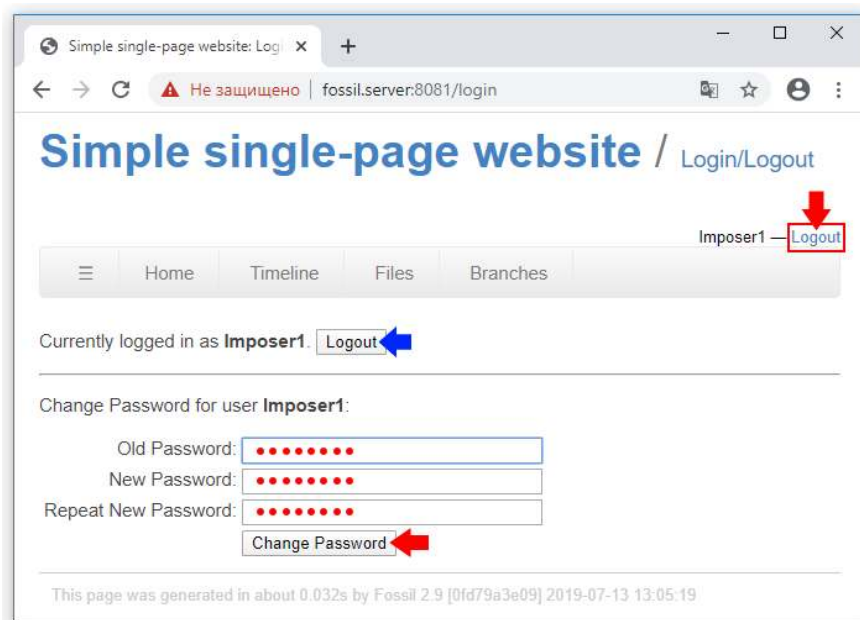 Simple single-page website: Logi
Не защищено | fossil.server:8081/login
Simple single-page website / Login/Logout
Imposer1 — Logout
☰ Home Timeline Files Branches
Currently logged in as Imposer1. Logout
Change Password for user Imposer1:
Old Password: ●●●●●●●●
New Password: ●●●●●●●●
Repeat New Password: ●●●●●●●●
Change Password
This page was generated in about 0.032s by Fossil 2.9 [0fd79a3e09] 2019-07-13 13:05:19